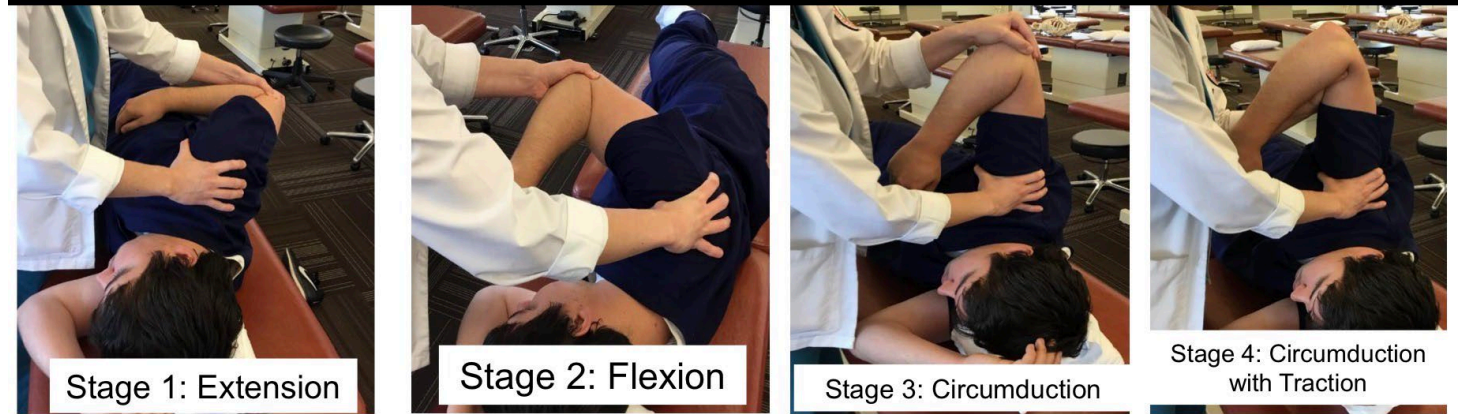 Stage 1: Extension
Stage 2: Flexion
Stage 3: Circumduction
Stage 4: Circumduction
with Traction